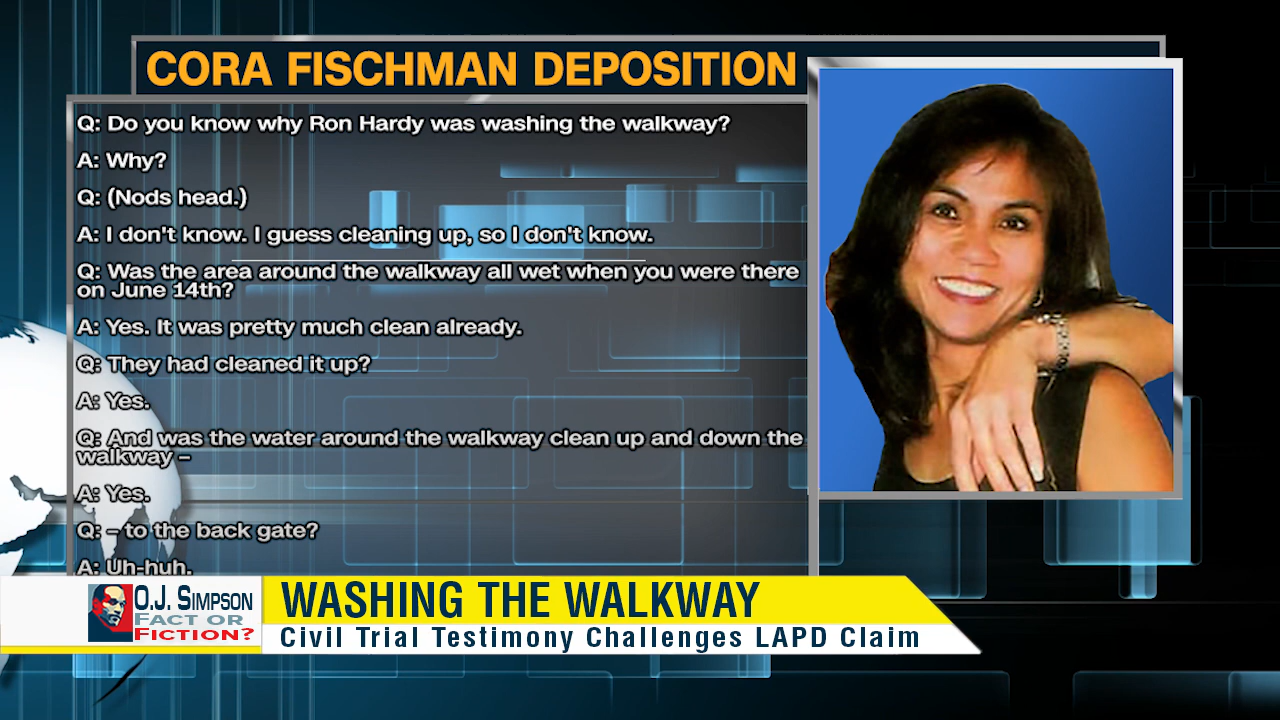 CORA FISCHMAN DEPOSITION
Q: Do you know why Ron Hardy was washing the walkway?
A: Why?
Q: (Nods head.)
A: I don't know. I guess cleaning up, so I don't know.
Q: Was the area around the walkway all wet when you were there
on June 14th?
A: Yes. It was pretty much clean already.
Q: They had cleaned it up?
A: Yes.
Q: And was the water around the walkway clean up and down the
walkway –
A: Yes.
Q: – to the back gate?
A: Uh-huh.
O.J. SIMPSON
FACT OR
FICTION?
WASHING THE WALKWAY
Civil Trial Testimony Challenges LAPD Claim